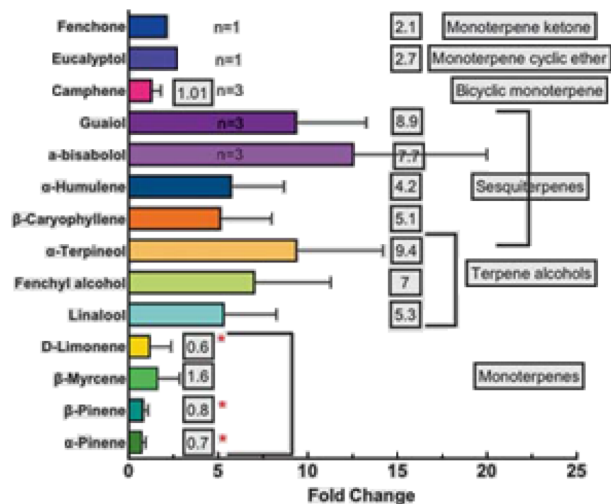 Fenchone n=1 2.1 Monoterpene ketone
Eucalyptol n=1 2.7 Monoterpene cyclic ether
Camphene 1.01 n=3 Bicyclic monoterpene
Guaiol n=3 8.9
a-bisabolol n=3 7.7
α-Humulene 4.2 Sesquiterpenes
β-Caryophyllene 5.1
α-Terpineol 9.4
Fenchyl alcohol 7 Terpene alcohols
Linalool 5.3
D-Limonene 0.6 *
β-Myrcene 1.6 Monoterpenes
β-Pinene 0.8 *
α-Pinene 0.7 *
0 5 10 15 20 25
Fold Change